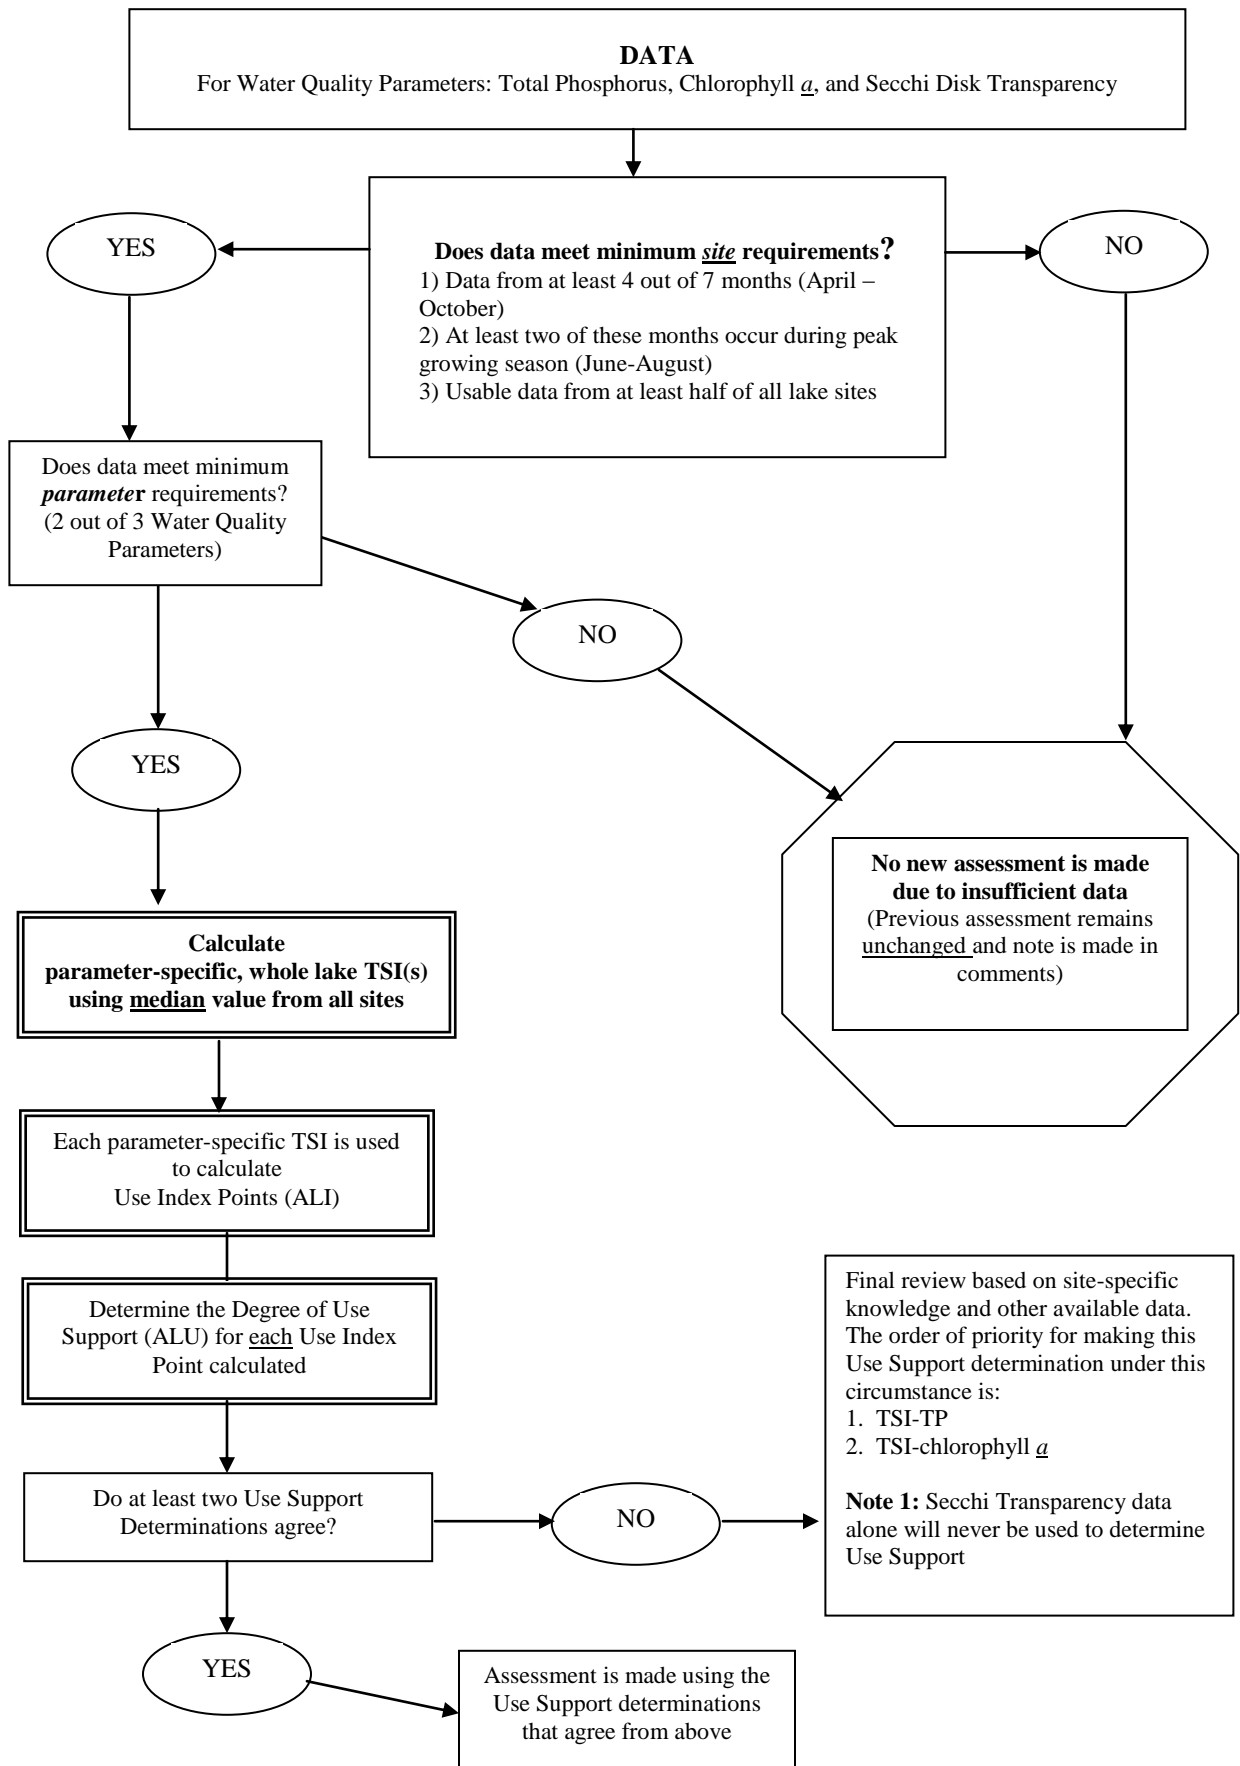 DATA
For Water Quality Parameters: Total Phosphorus, Chlorophyll a, and Secchi Disk Transparency
YES
Does data meet minimum site requirements?
1) Data from at least 4 out of 7 months (April –
October)
2) At least two of these months occur during peak
growing season (June-August)
3) Usable data from at least half of all lake sites
NO
Does data meet minimum
parameter requirements?
(2 out of 3 Water Quality
Parameters)
NO
YES
No new assessment is made
due to insufficient data
(Previous assessment remains
unchanged and note is made in
comments)
Calculate
parameter-specific, whole lake TSI(s)
using median value from all sites
Each parameter-specific TSI is used
to calculate
Use Index Points (ALI)
Determine the Degree of Use
Support (ALU) for each Use Index
Point calculated
Do at least two Use Support
Determinations agree?
NO
Final review based on site-specific
knowledge and other available data.
The order of priority for making this
Use Support determination under this
circumstance is:
1. TSI-TP
2. TSI-chlorophyll a
Note 1: Secchi Transparency data
alone will never be used to determine
Use Support
YES
Assessment is made using the
Use Support determinations
that agree from above